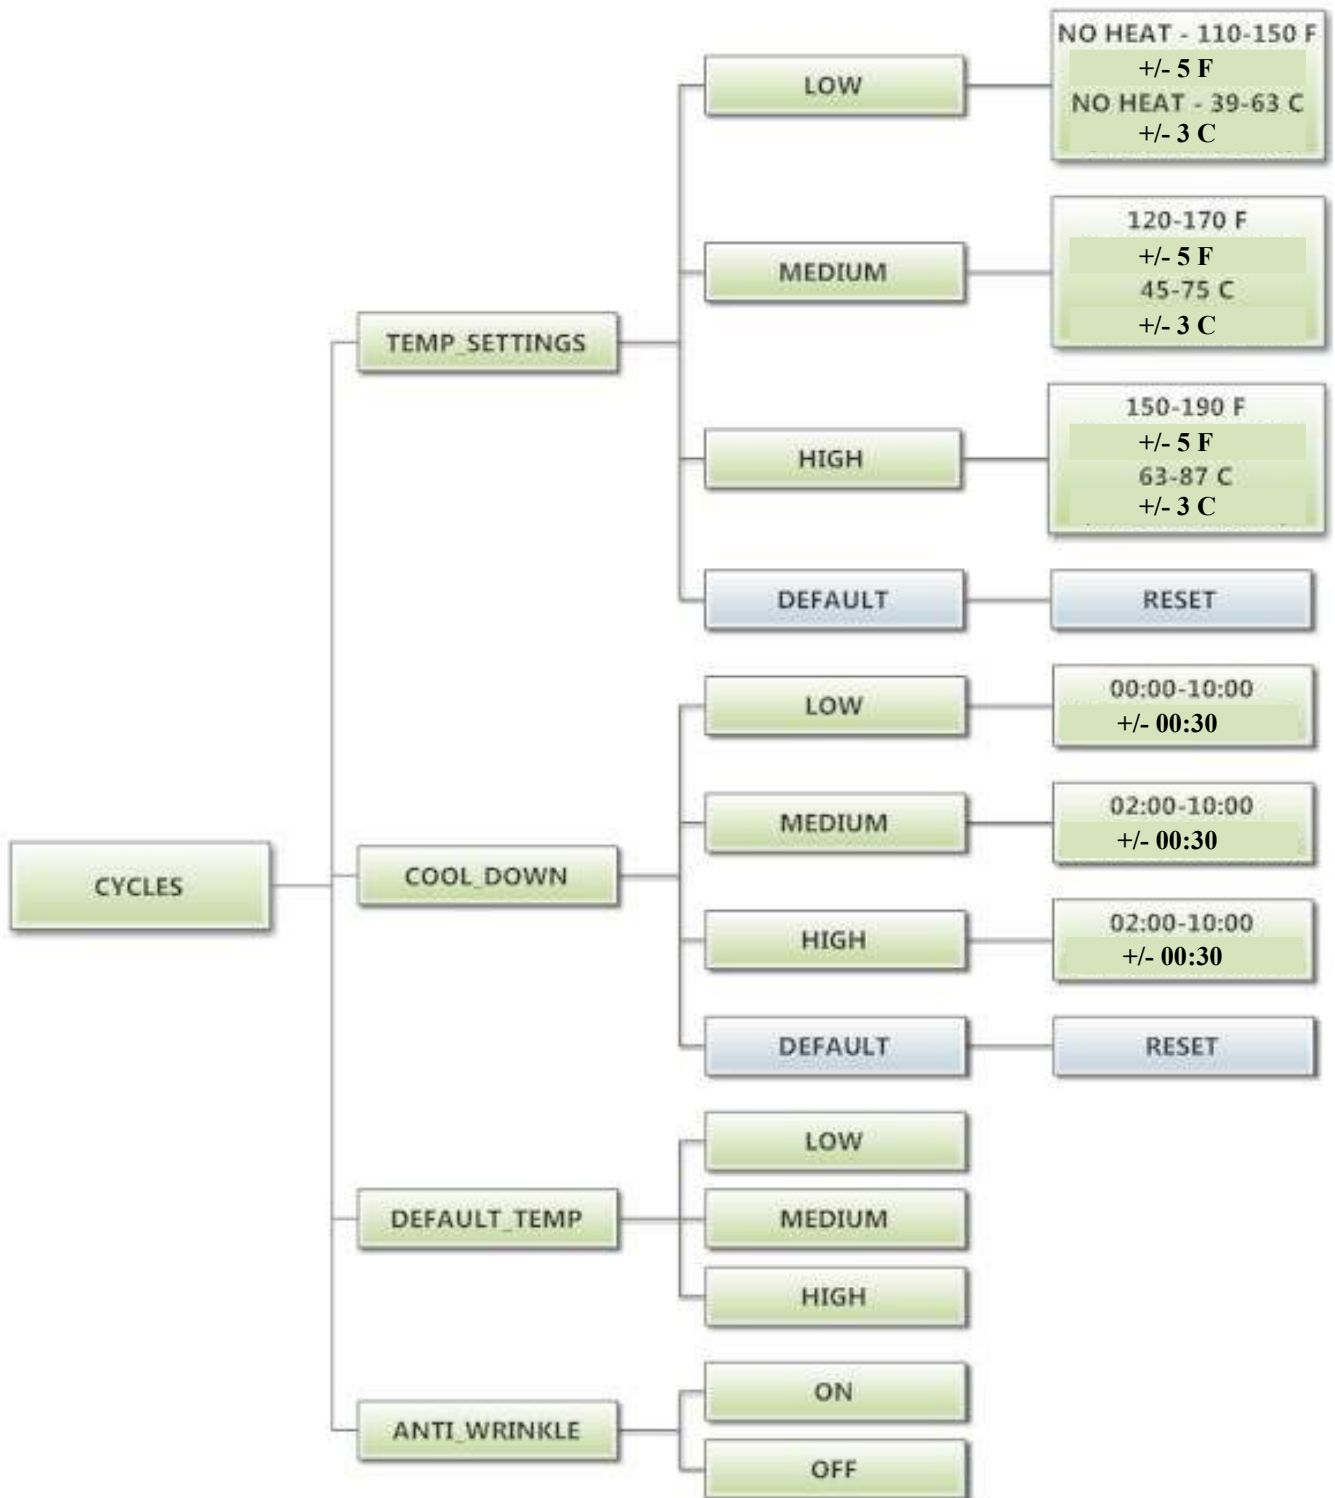 CYCLES
TEMP_SETTINGS
LOW
NO HEAT - 110-150 F
+/- 5 F
NO HEAT - 39-63 C
+/- 3 C
MEDIUM
120-170 F
+/- 5 F
45-75 C
+/- 3 C
HIGH
150-190 F
+/- 5 F
63-87 C
+/- 3 C
DEFAULT
RESET
COOL_DOWN
LOW
00:00-10:00
+/- 00:30
MEDIUM
02:00-10:00
+/- 00:30
HIGH
02:00-10:00
+/- 00:30
DEFAULT
RESET
DEFAULT_TEMP
LOW
MEDIUM
HIGH
ANTI_WRINKLE
ON
OFF